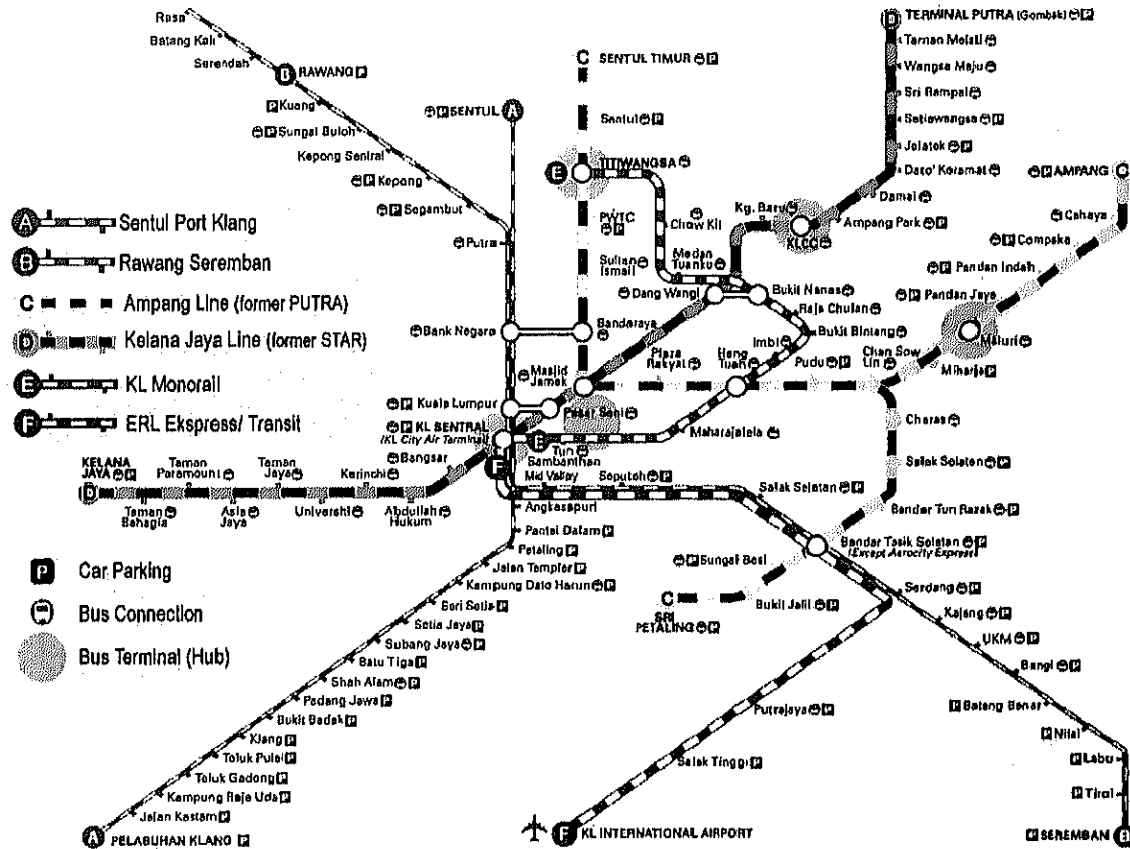 Rasa
Batang Kali
Serendah
B RAWANG P
P Kuang
P Sungai Buloh
Kepong Sentral
P Kepong
P Segambut
Putra
P SENTUL A
C SENTUL TIMUR P
Sentul P
E TITIWANGSA
PWTC
P
Sultan
Ismail
Chow Kit
Medan
Tuanku
Dang Wangi
Kg. Baru
KLCC
D TERMINAL PUTRA (Gombak) P
Taman Melati
Wangsa Maju
Sri Rampai
Setiawangsa P
Jelatek P
Dato' Keramat
Damai
Ampang Park P
P AMPANG C
Cahaya
P Cempaka
P Pandan Indah
P Pandan Jaya
Maluri
Miharja P
Chan Sow
Lin
Pudu P
Bukit Nanas
Raja Chulan
Bukit Bintang
Imbi
Hang
Tuah
Plaza
Rakyat
Bandaraya
Bank Negara
Masjid
Jamek
P Kuala Lumpur
Pasar Seni
P KL SENTRAL
(KL City Air Terminal)
E
Tun
Sambanthan
Maharajalela
Bangsar
F
Mid Valley
Seputeh P
Angkasapuri
Pantai Dalam P
Petaling P
Jalan Templer P
Kampung Dato Harun P
Seri Setia P
Setia Jaya P
Subang Jaya P
Batu Tiga P
Shah Alam P
Padang Jawa P
Bukit Badak P
Klang P
Teluk Pulai P
Teluk Gadong P
Kampung Raja Uda P
Jalan Kastam P
A PELABUHAN KLANG P
A Sentul Port Klang
B Rawang Seremban
C Ampang Line (former PUTRA)
D Kelana Jaya Line (former STAR)
E KL Monorail
F ERL Ekspress/ Transit
KELANA
JAYA P
D
Taman
Bahagia
Taman
Paramount
Asia
Jaya
Taman
Jaya
Universiti
Kerinchi
Abdullah
Hukum
P Car Parking
Bus Connection
Bus Terminal (Hub)
Cheras
Salak Selatan P
Bandar Tun Razak P
Salak Selatan P
Bandar Tasik Selatan P
(Except Aerocity Express)
P Sungai Besi
Bukit Jalil P
C SRI
PETALING P
Serdang P
Kajang P
UKM P
Bangi P
P Batang Benar
P Nilai
P Labu
P Tiroi
P SEREMBAN B
Putrajaya P
Salak Tinggi P
F KL INTERNATIONAL AIRPORT